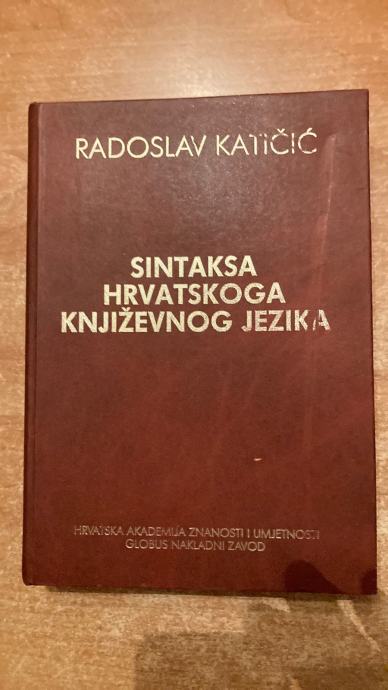 RADOSLAV KATIČIĆ
SINTAKSA
HRVATSKOGA
KNJIŽEVNOG JEZIKA
HRVATSKA AKADEMIJA ZNANOSTI I UMJETNOSTI
GLOBUS NAKLADNI ZAVOD